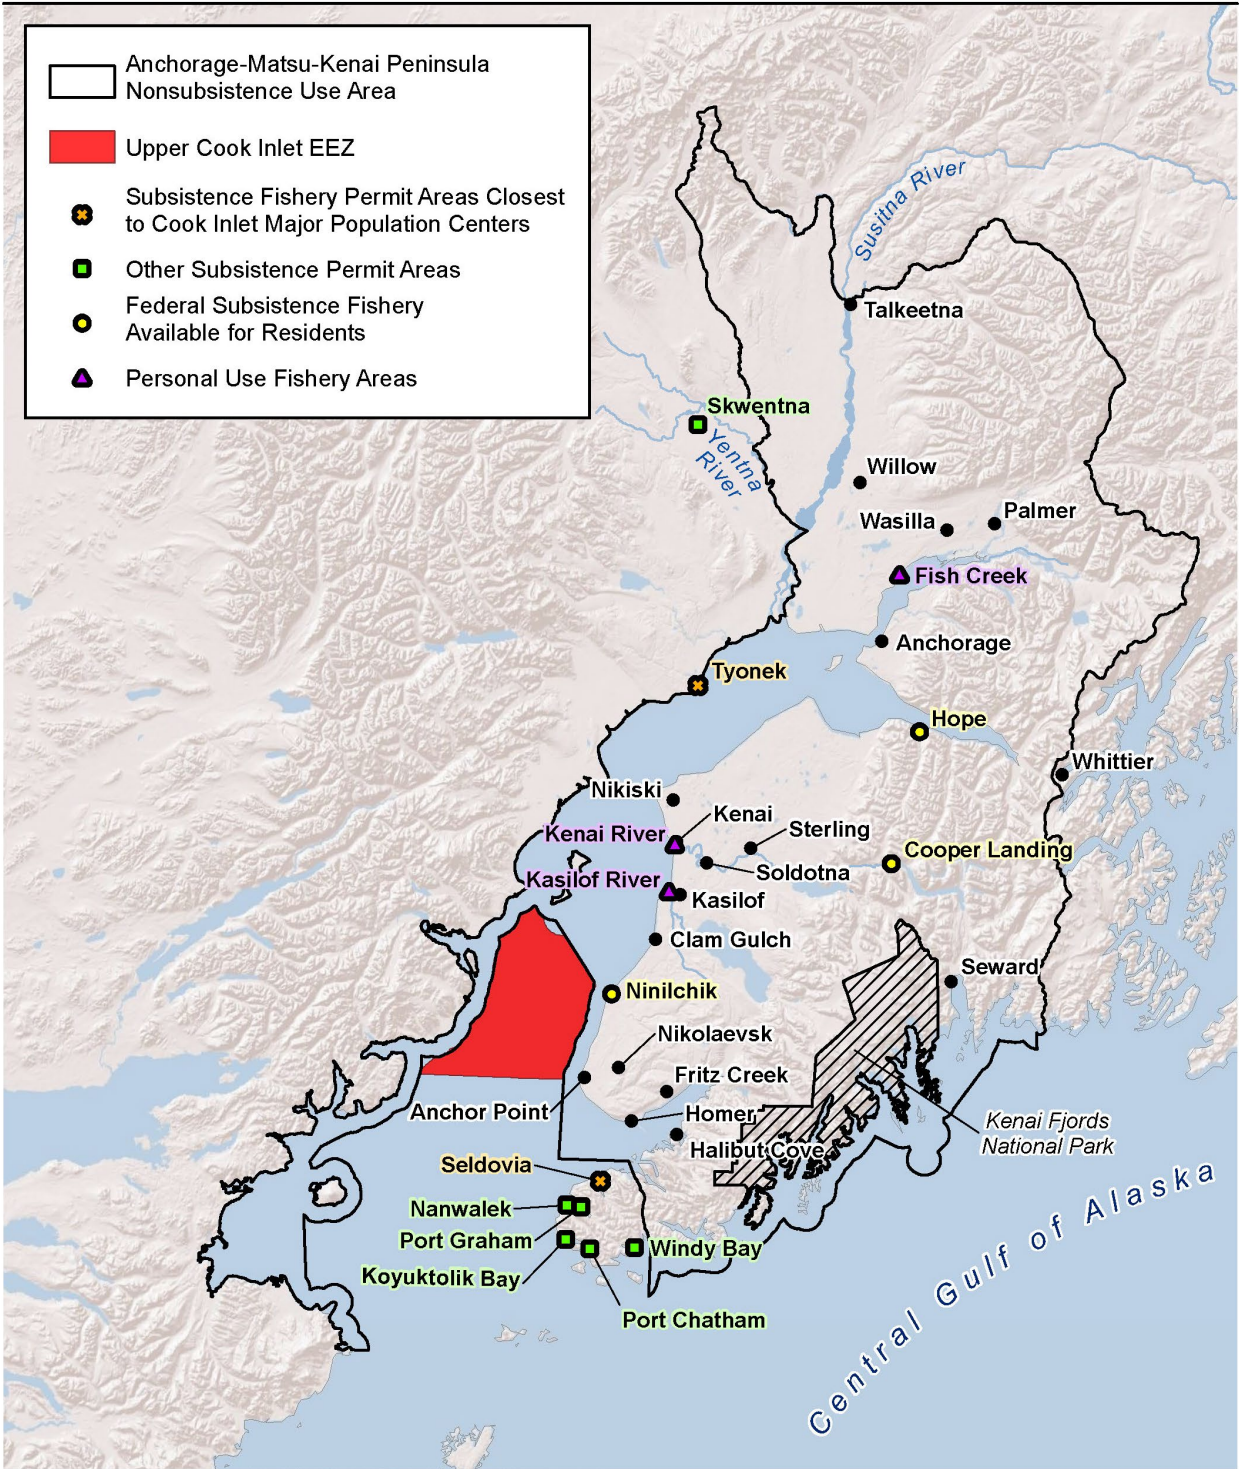 Anchorage-Matsu-Kenai Peninsula
Nonsubsistence Use Area
Upper Cook Inlet EEZ
Subsistence Fishery Permit Areas Closest
to Cook Inlet Major Population Centers
Other Subsistence Permit Areas
Federal Subsistence Fishery
Available for Residents
Personal Use Fishery Areas
Susitna River
Talkeetna
Skwentna
Yentna
River
Willow
Wasilla
Palmer
Fish Creek
Anchorage
Tyonek
Hope
Whittier
Nikiski
Kenai
Kenai River
Sterling
Cooper Landing
Soldotna
Kasilof River
Kasilof
Clam Gulch
Seward
Ninilchik
Nikolaevsk
Fritz Creek
Anchor Point
Homer
Kenai Fjords
National Park
Halibut Cove
Seldovia
Nanwalek
Port Graham
Windy Bay
Koyuktolik Bay
Port Chatham
Central Gulf of Alaska